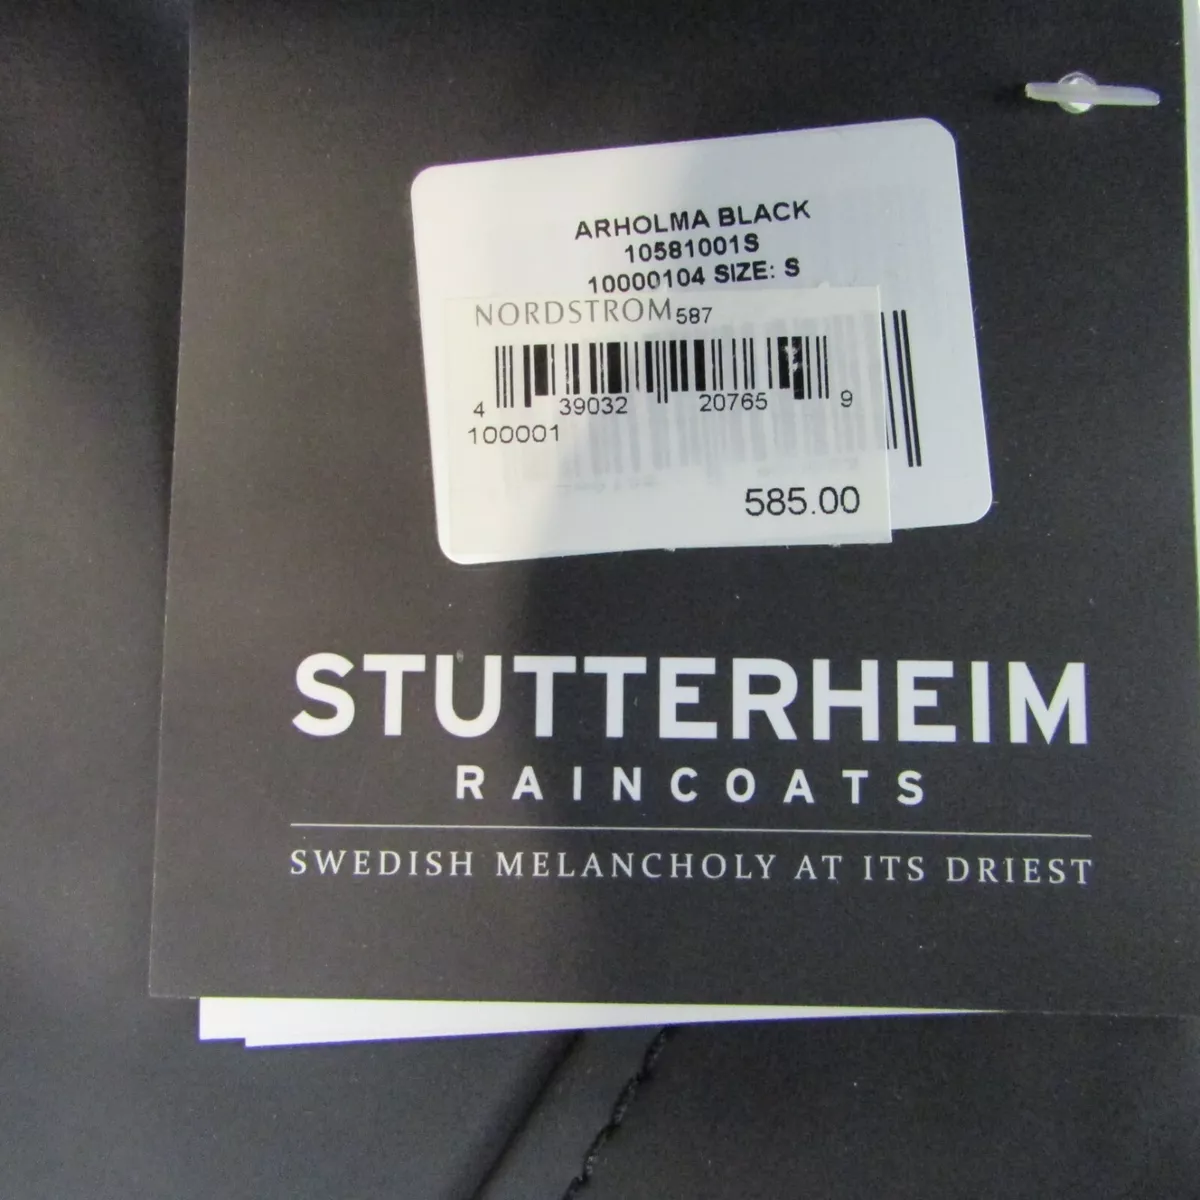 ARHOLMA BLACK
10581001S
10000104 SIZE: S
NORDSTROM 587
4 39032 20765 9
100001
585.00
STUTTERHEIM
RAINCOATS
SWEDISH MELANCHOLY AT ITS DRIEST